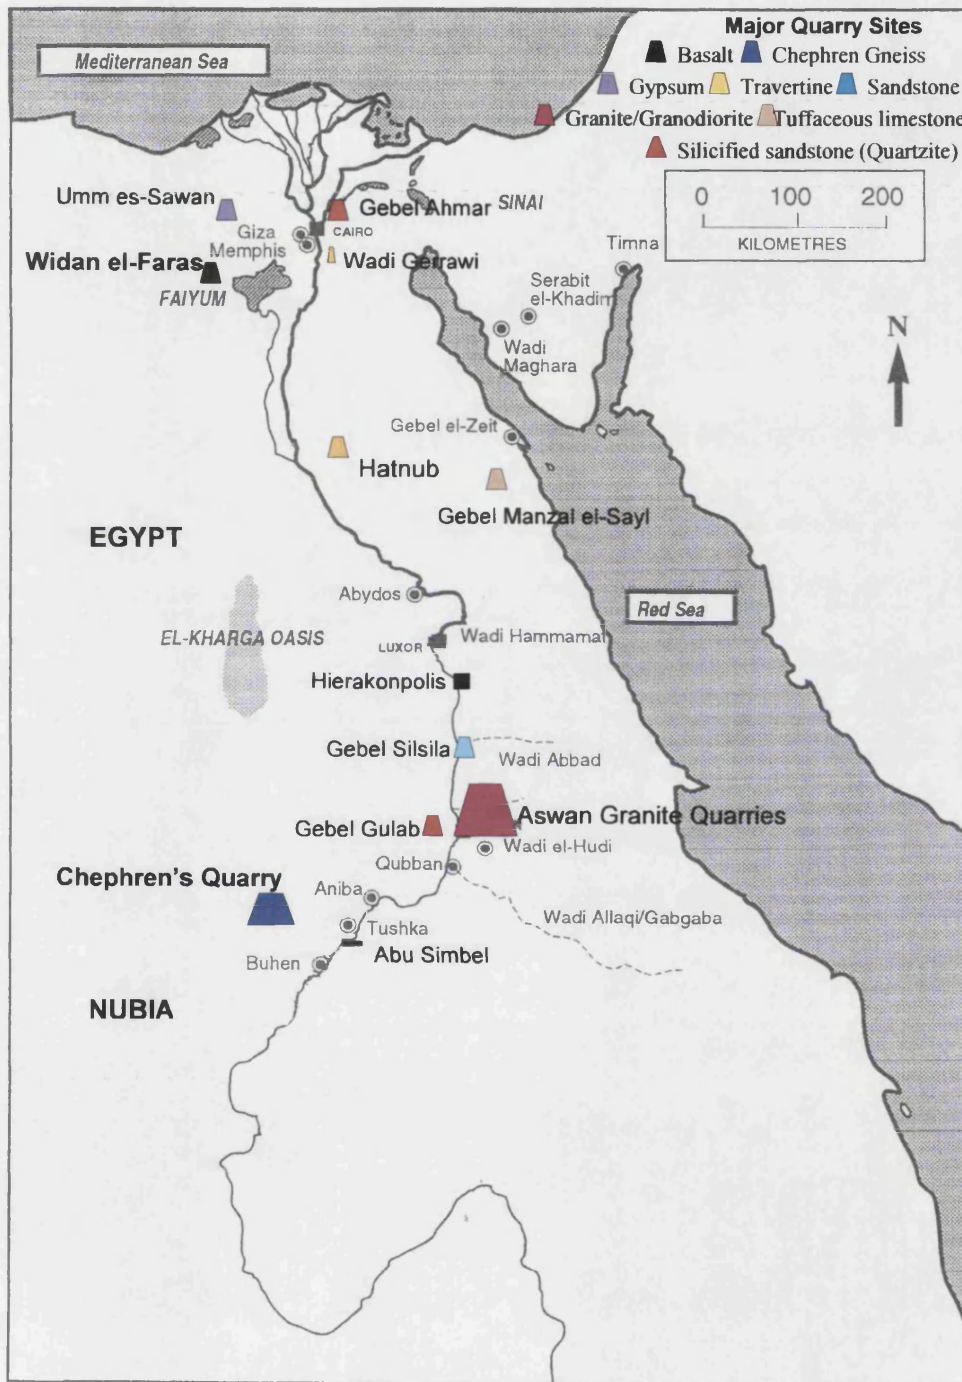 Major Quarry Sites
Basalt Chephren Gneiss
Gypsum Travertine Sandstone
Granite/Granodiorite Tuffaceous limestone
Silicified sandstone (Quartzite)
0 100 200
KILOMETRES
Mediterranean Sea
Umm es-Sawan
Gebel Ahmar
SINAI
Giza
CAIRO
Memphis
Timna
Widan el-Faras
Wadi Gerrawi
FAIYUM
Serabit
el-Khadim
Wadi
Maghara
N
Gebel el-Zeit
Hatnub
Gebel Manzal el-Sayl
EGYPT
Abydos
Red Sea
EL-KHARGA OASIS
LUXOR
Wadi Hammamat
Hierakonpolis
Gebel Silsila
Wadi Abbad
Aswan Granite Quarries
Gebel Gulab
Wadi el-Hudi
Qubban
Chephren's Quarry
Aniba
Wadi Allaqi/Gabgaba
Tushka
Abu Simbel
Buhen
NUBIA